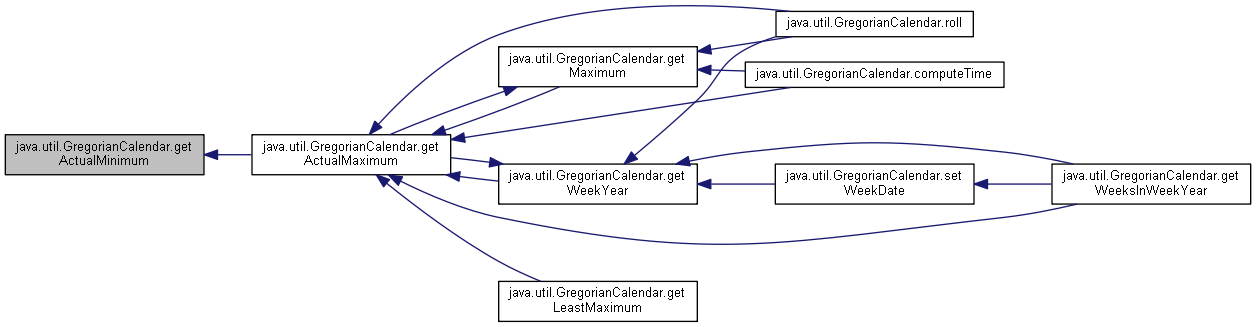 java.util.GregorianCalendar.get
ActualMinimum
java.util.GregorianCalendar.get
ActualMaximum
java.util.GregorianCalendar.get
Maximum
java.util.GregorianCalendar.roll
java.util.GregorianCalendar.computeTime
java.util.GregorianCalendar.get
WeekYear
java.util.GregorianCalendar.set
WeekDate
java.util.GregorianCalendar.get
WeeksInWeekYear
java.util.GregorianCalendar.get
LeastMaximum